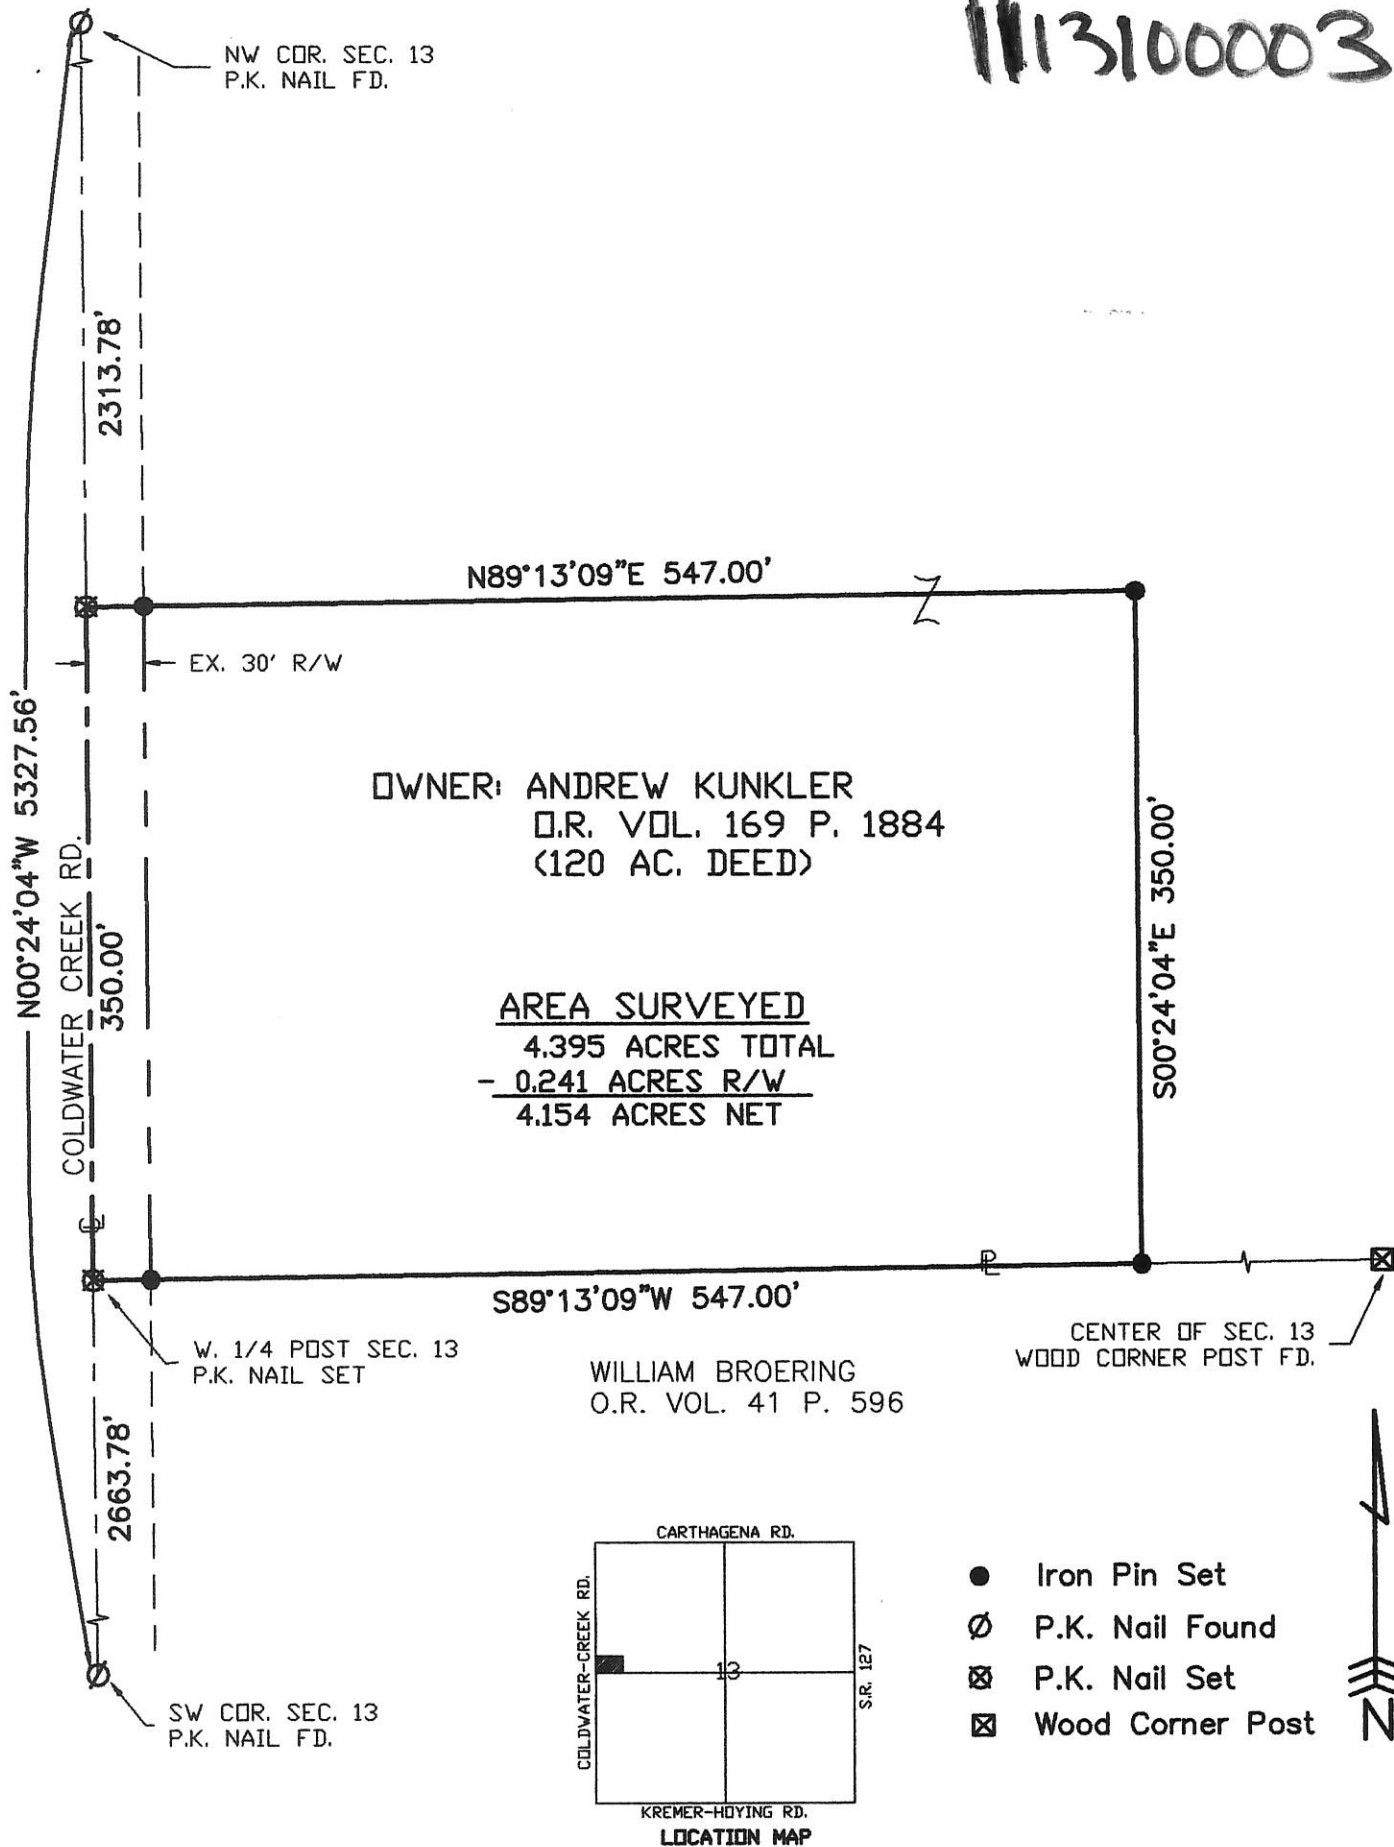 1113100003
NW COR. SEC. 13
P.K. NAIL FD.
2313.78'
N89°13'09"E 547.00'
EX. 30' R/W
N00°24'04"W 5327.56'
OWNER: ANDREW KUNKLER
O.R. VOL. 169 P. 1884
(120 AC. DEED)
COLDWATER CREEK RD.
350.00'
S00°24'04"E 350.00'
AREA SURVEYED
4.395 ACRES TOTAL
- 0.241 ACRES R/W
4.154 ACRES NET
S89°13'09"W 547.00'
W. 1/4 POST SEC. 13
P.K. NAIL SET
CENTER OF SEC. 13
WOOD CORNER POST FD.
WILLIAM BROERING
O.R. VOL. 41 P. 596
2663.78'
SW COR. SEC. 13
P.K. NAIL FD.
CARTHAGENA RD.
COLDWATER-CREEK RD.
13
S.R. 127
KREMER-HOYING RD.
LOCATION MAP
Iron Pin Set
P.K. Nail Found
P.K. Nail Set
Wood Corner Post
N